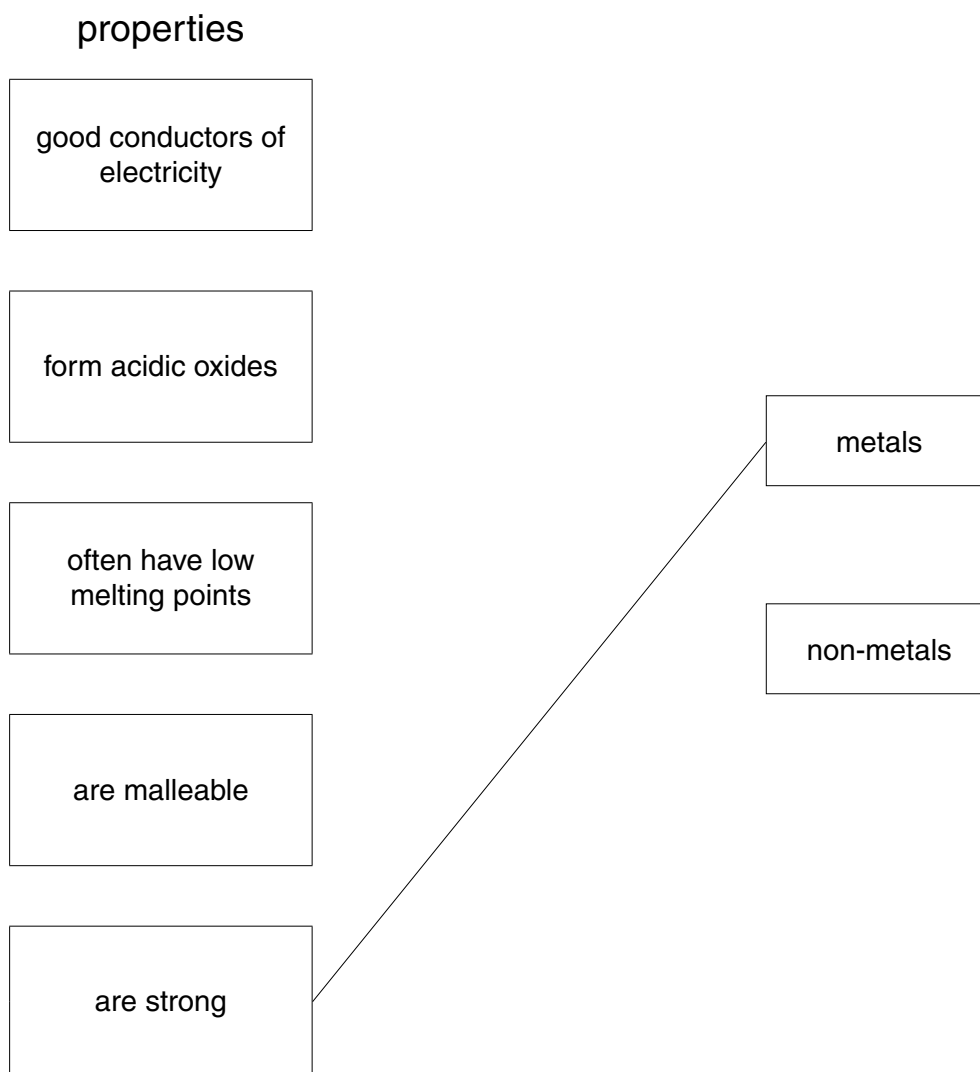 properties
good conductors of
electricity
form acidic oxides
metals
often have low
melting points
non-metals
are malleable
are strong